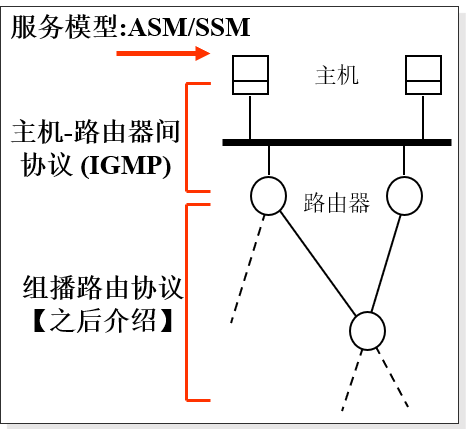 服务模型:ASM/SSM
主机
主机-路由器间
协议 (IGMP)
路由器
组播路由协议
【之后介绍】